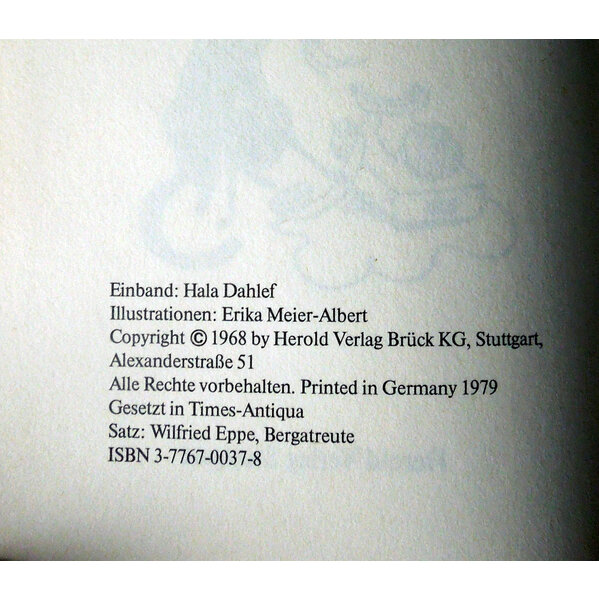 Einband: Hala Dahlef
Illustrationen: Erika Meier-Albert
Copyright © 1968 by Herold Verlag Brück KG, Stuttgart,
Alexanderstraße 51
Alle Rechte vorbehalten. Printed in Germany 1979
Gesetzt in Times-Antiqua
Satz: Wilfried Eppe, Bergatreute
ISBN 3-7767-0037-8